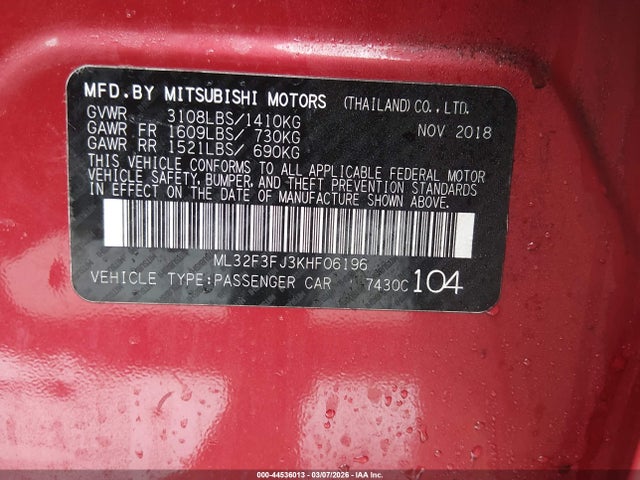 MFD.BY MITSUBISHI MOTORS (THAILAND)CO.,LTD.
GVWR 3108LBS/1410KG NOV 2018
GAWR FR 1609LBS/ 730KG
GAWR RR 1521LBS/ 690KG
THIS VEHICLE CONFORMS TO ALL APPLICABLE FEDERAL MOTOR
VEHICLE SAFETY, BUMPER, AND THEFT PREVENTION STANDARDS
IN EFFECT ON THE DATE OF MANUFACTURE SHOWN ABOVE.
ML32F3FJ3KHF06196
VEHICLE TYPE:PASSENGER CAR 7430C 104
000-44536013 - 03/07/2026 - IAA Inc.